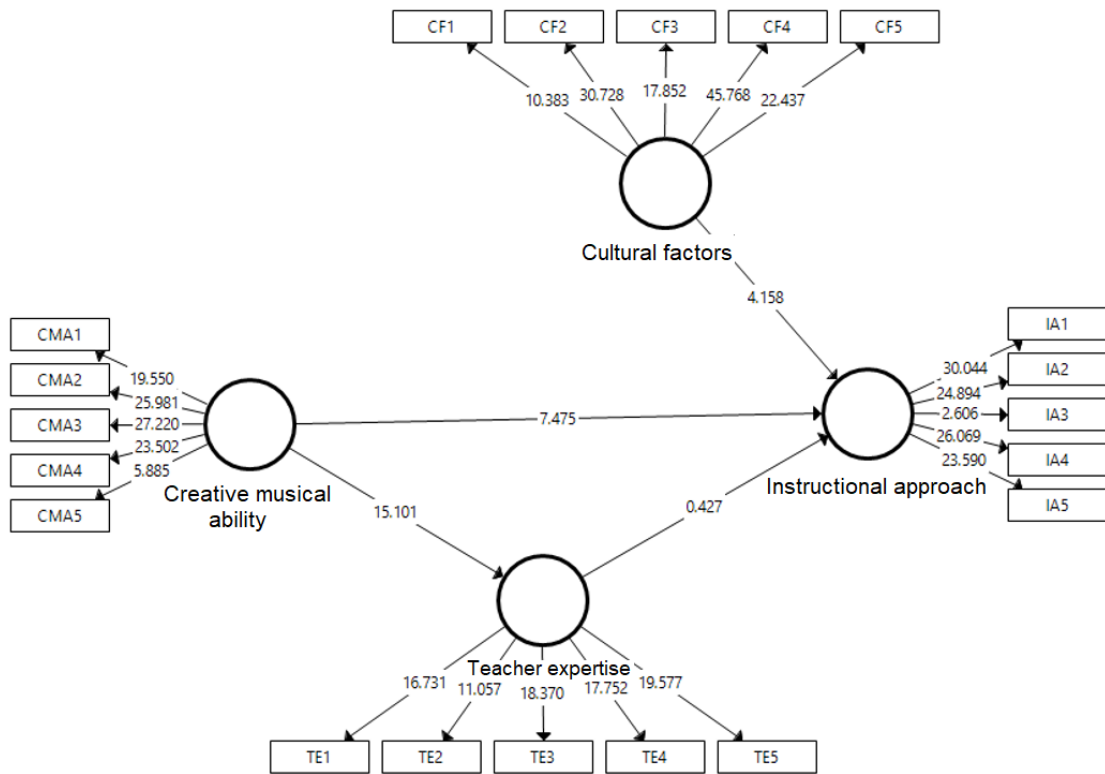 CF1 CF2 CF3 CF4 CF5
10.383 30.728 17.852 45.768 22.437
Cultural factors
4.158
CMA1
CMA2
CMA3
CMA4
CMA5
19.550
25.981
27.220
23.502
5.885
Creative musical
ability
7.475
15.101
0.427
IA1
IA2
IA3
IA4
IA5
30.044
24.894
2.606
26.069
23.590
Instructional approach
Teacher expertise
16.731 11.057 18.370 17.752 19.577
TE1 TE2 TE3 TE4 TE5